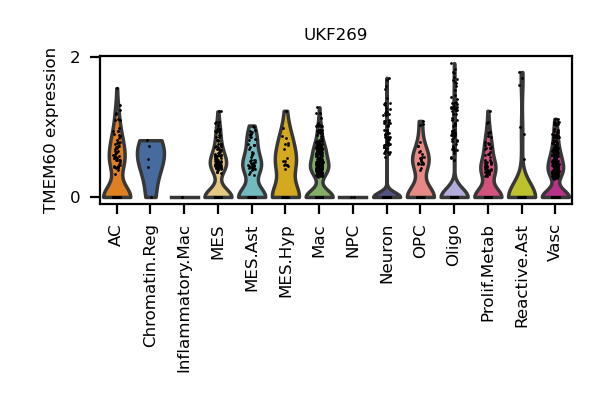 UKF269
TMEM60 expression
2
0
AC
Chromatin.Reg
Inflammatory.Mac
MES
MES.Ast
MES.Hyp
Mac
NPC
Neuron
OPC
Oligo
Prolif.Metab
Reactive.Ast
Vasc